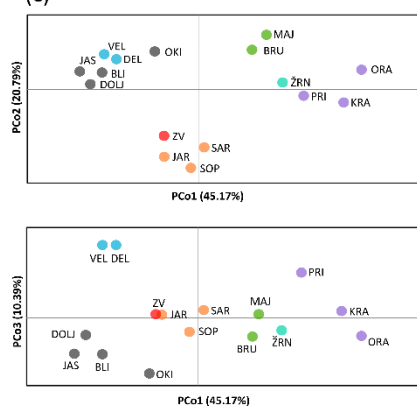 MAJ
VEL
OKI
BRU
JAS
DEL
BLI
ORA
DOLJ
ŽRN
PRI
KRA
ZV
SAR
JAR
SOP
PCo2 (20.79%)
PCo1 (45.17%)
VEL DEL
PRI
ZV
MAJ
JAR
SAR
KRA
DOLJ
SOP
BRU
ŽRN
ORA
JAS
BLI
OKI
PCo3 (10.39%)
PCo1 (45.17%)